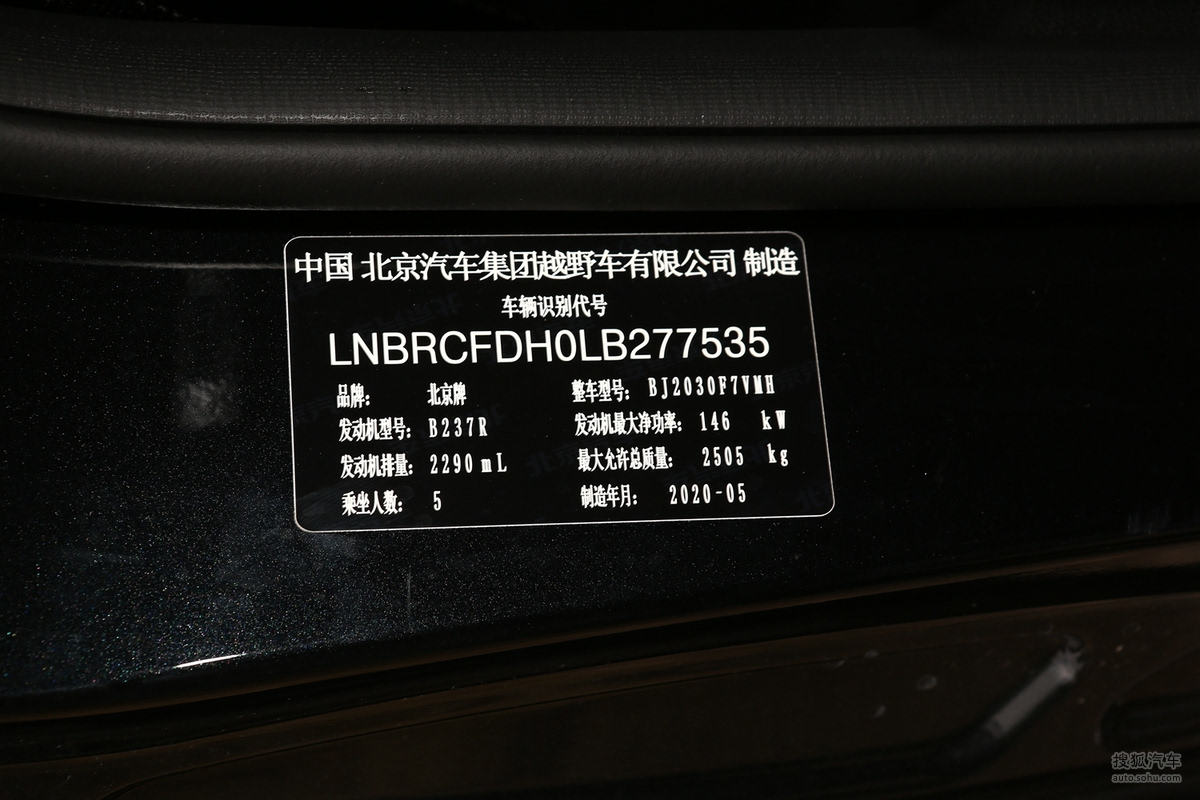 中国 北京汽车集团越野车有限公司 制造
车辆识别代号
LNBRCFDH0LB277535
品牌: 北京牌 整车型号: BJ2030F7VMH
发动机型号: B237R 发动机最大净功率: 146 kW
发动机排量: 2290 mL 最大允许总质量: 2505 kg
乘坐人数: 5 制造年月: 2020-05
搜狐汽车
auto.sohu.com